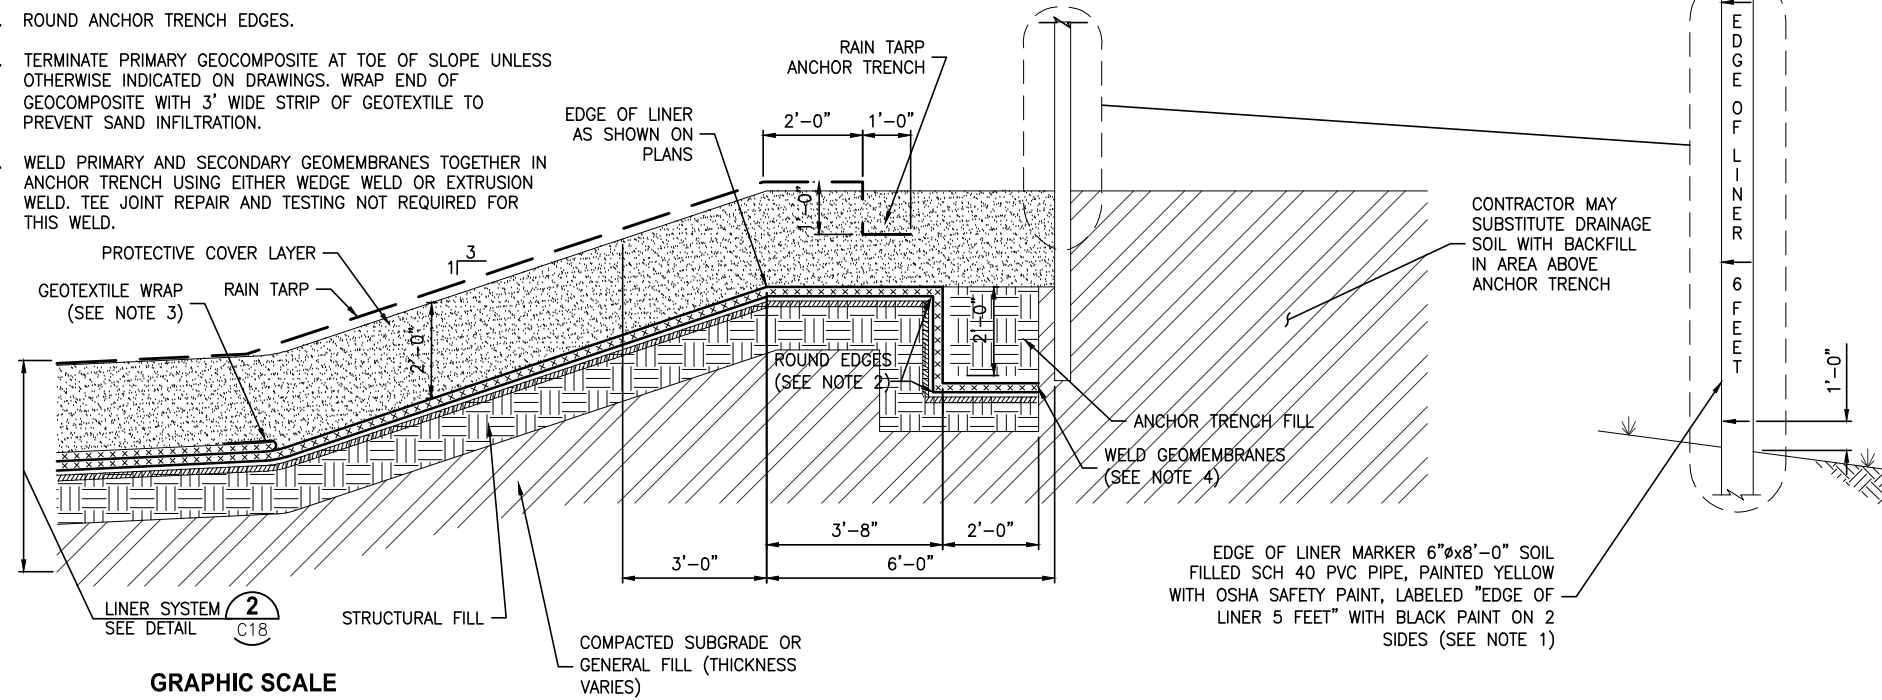 ROUND ANCHOR TRENCH EDGES.
TERMINATE PRIMARY GEOCOMPOSITE AT TOE OF SLOPE UNLESS
OTHERWISE INDICATED ON DRAWINGS. WRAP END OF
GEOCOMPOSITE WITH 3' WIDE STRIP OF GEOTEXTILE TO
PREVENT SAND INFILTRATION.
WELD PRIMARY AND SECONDARY GEOMEMBRANES TOGETHER IN
ANCHOR TRENCH USING EITHER WEDGE WELD OR EXTRUSION
WELD. TEE JOINT REPAIR AND TESTING NOT REQUIRED FOR
THIS WELD.
PROTECTIVE COVER LAYER
GEOTEXTILE WRAP
(SEE NOTE 3)
RAIN TARP
1
3
EDGE OF LINER
AS SHOWN ON
PLANS
RAIN TARP
ANCHOR TRENCH
2'-0"
1'-0"
1'-0"
2'-0"
2'-0"
ROUND EDGES
(SEE NOTE 2)
ANCHOR TRENCH FILL
WELD GEOMEMBRANES
(SEE NOTE 4)
3'-8"
2'-0"
3'-0"
6'-0"
LINER SYSTEM
SEE DETAIL
2
C18
STRUCTURAL FILL
COMPACTED SUBGRADE OR
GENERAL FILL (THICKNESS
VARIES)
GRAPHIC SCALE
CONTRACTOR MAY
SUBSTITUTE DRAINAGE
SOIL WITH BACKFILL
IN AREA ABOVE
ANCHOR TRENCH
EDGE OF LINER 6 FEET
1'-0"
EDGE OF LINER MARKER 6"øx8'-0" SOIL
FILLED SCH 40 PVC PIPE, PAINTED YELLOW
WITH OSHA SAFETY PAINT, LABELED "EDGE OF
LINER 5 FEET" WITH BLACK PAINT ON 2
SIDES (SEE NOTE 1)